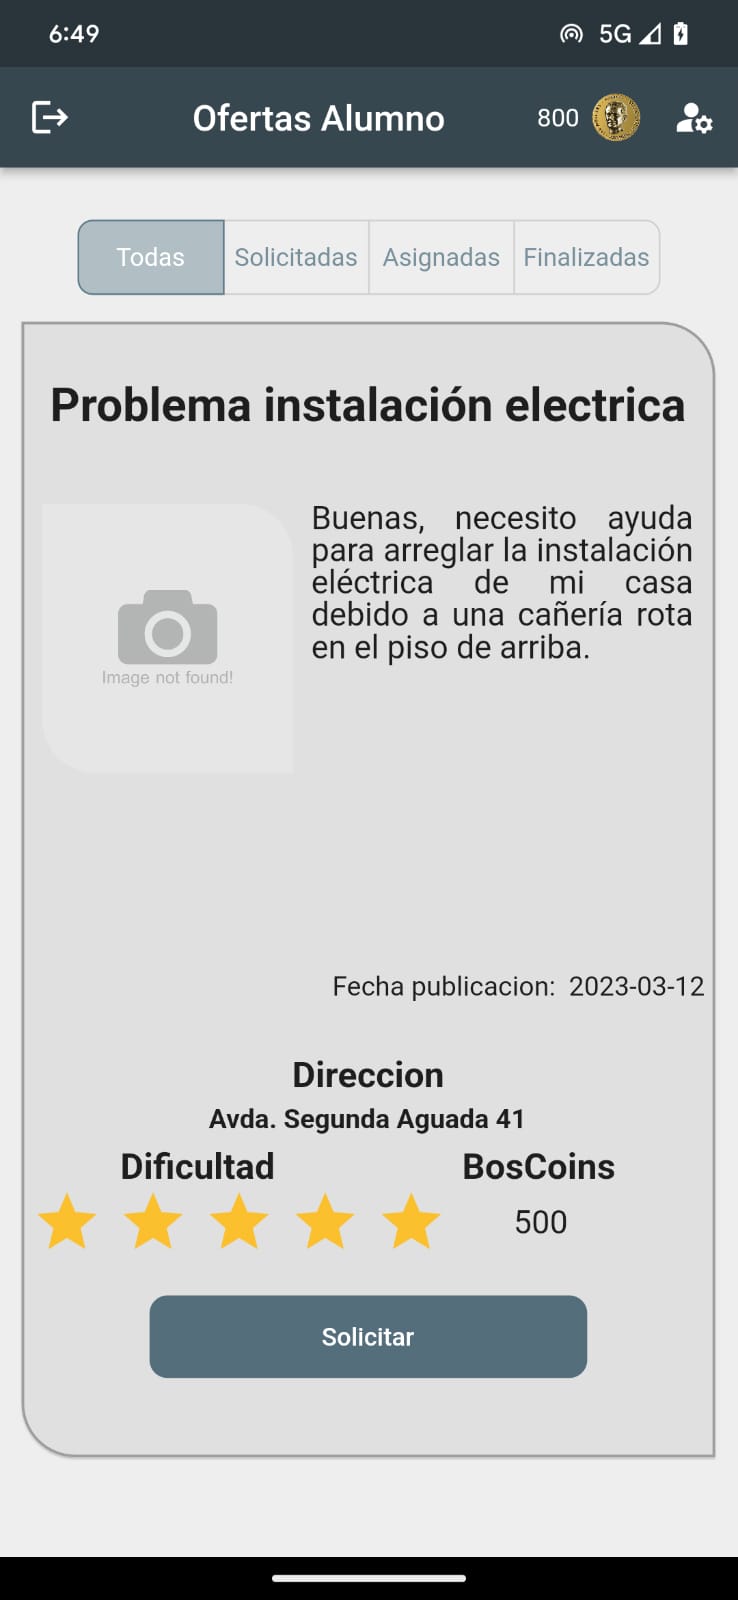 6:49
5G
Ofertas Alumno
800
Todas
Solicitadas
Asignadas
Finalizadas
Problema instalación electrica
Image not found!
Buenas, necesito ayuda
para arreglar la instalación
eléctrica de mi casa
debido a una cañería rota
en el piso de arriba.
Fecha publicacion: 2023-03-12
Direccion
Avda. Segunda Aguada 41
Dificultad
BosCoins
500
Solicitar